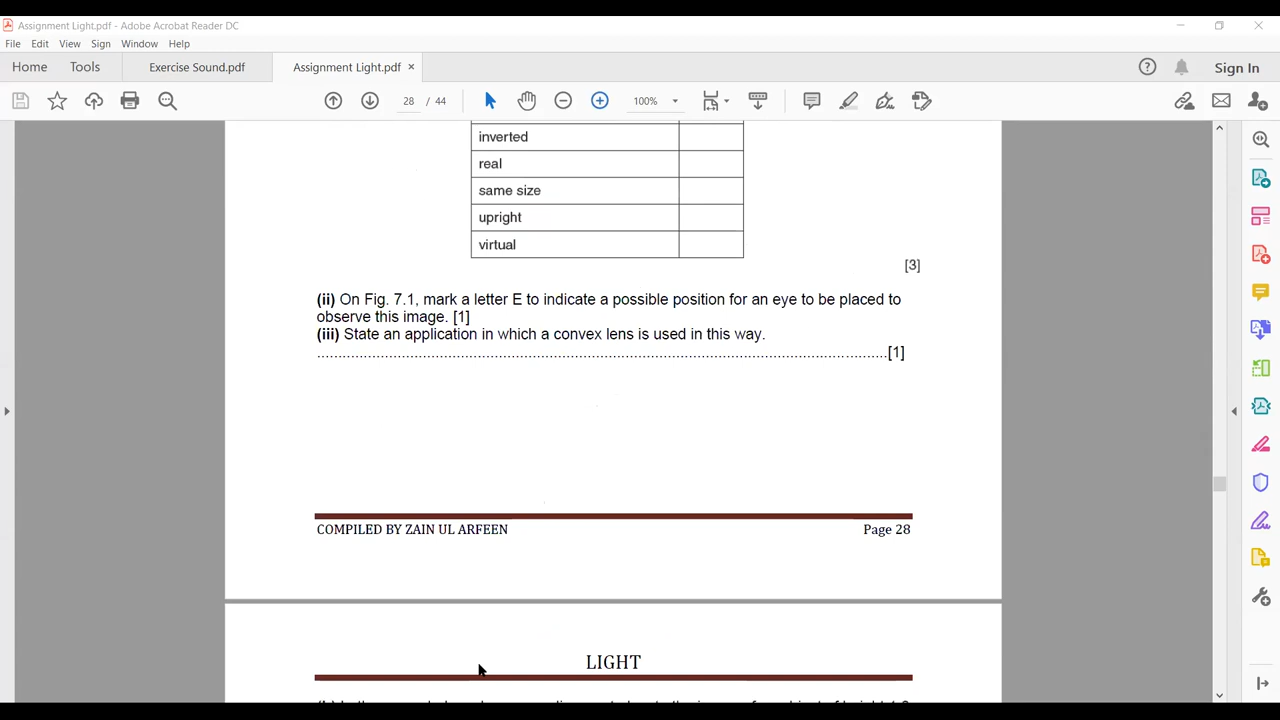 Assignment Light.pdf - Adobe Acrobat Reader DC
File Edit View Sign Window Help
Home Tools Exercise Sound.pdf Assignment Light.pdf × Sign In
28 / 44 100%
inverted
real
same size
upright
virtual
[3]
(ii) On Fig. 7.1, mark a letter E to indicate a possible position for an eye to be placed to
observe this image. [1]
(iii) State an application in which a convex lens is used in this way.
..........................................................................................................................................[1]
COMPILED BY ZAIN UL ARFEEN Page 28
LIGHT